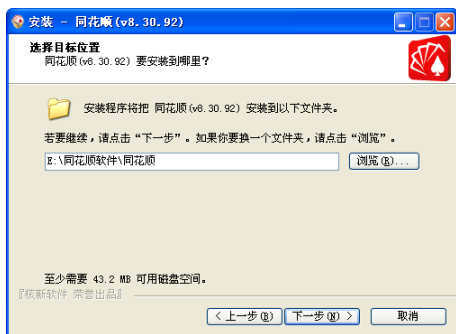 安装 - 同花顺(v8.30.92)
选择目标位置
同花顺(v8.30.92) 要安装到哪里?
安装程序将把 同花顺(v8.30.92) 安装到以下文件夹。
若要继续，请点击“下一步”。如果你要换一个文件夹，请点击“浏览”。
E:\同花顺软件\同花顺
浏览(R)...
至少需要 43.2 MB 可用磁盘空间。
『核新软件 荣誉出品』
< 上一步(B)
下一步(N) >
取消